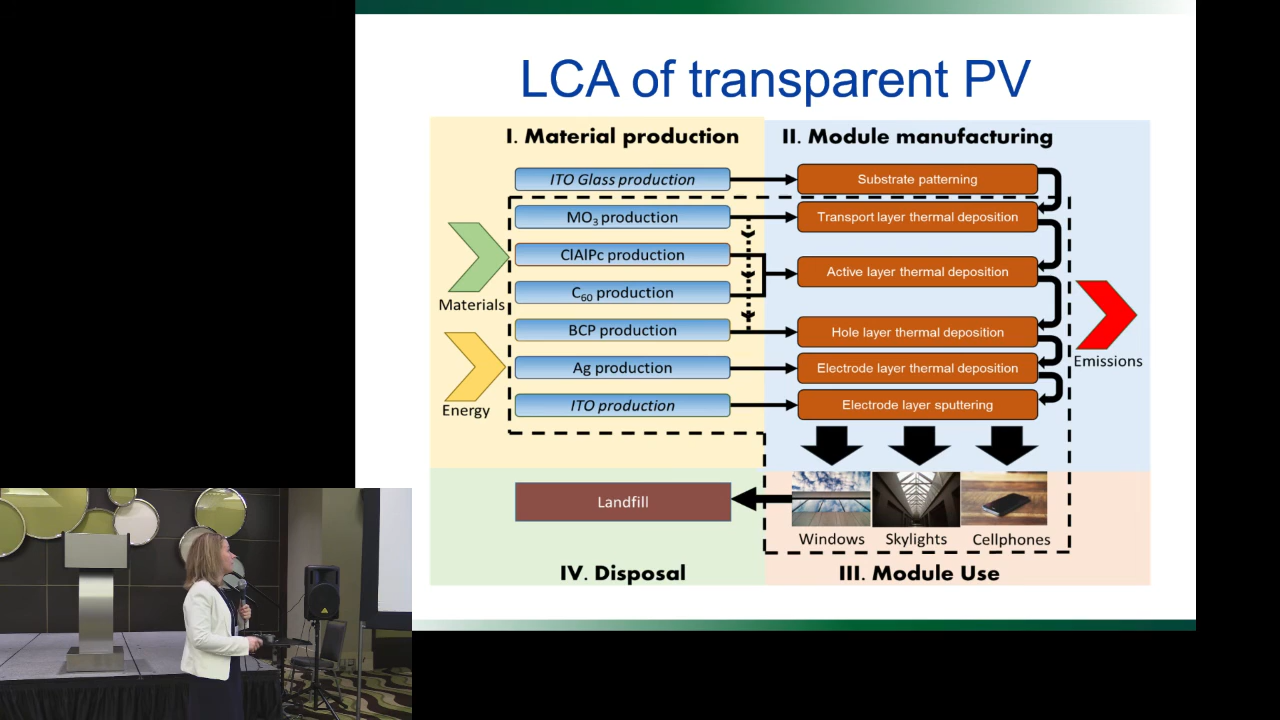 LCA of transparent PV
I. Material production
II. Module manufacturing
ITO Glass production
Substrate patterning
MO3 production
Transport layer thermal deposition
ClAlPc production
Active layer thermal deposition
C60 production
BCP production
Hole layer thermal deposition
Ag production
Electrode layer thermal deposition
ITO production
Electrode layer sputtering
Materials
Energy
Emissions
Landfill
Windows
Skylights
Cellphones
IV. Disposal
III. Module Use